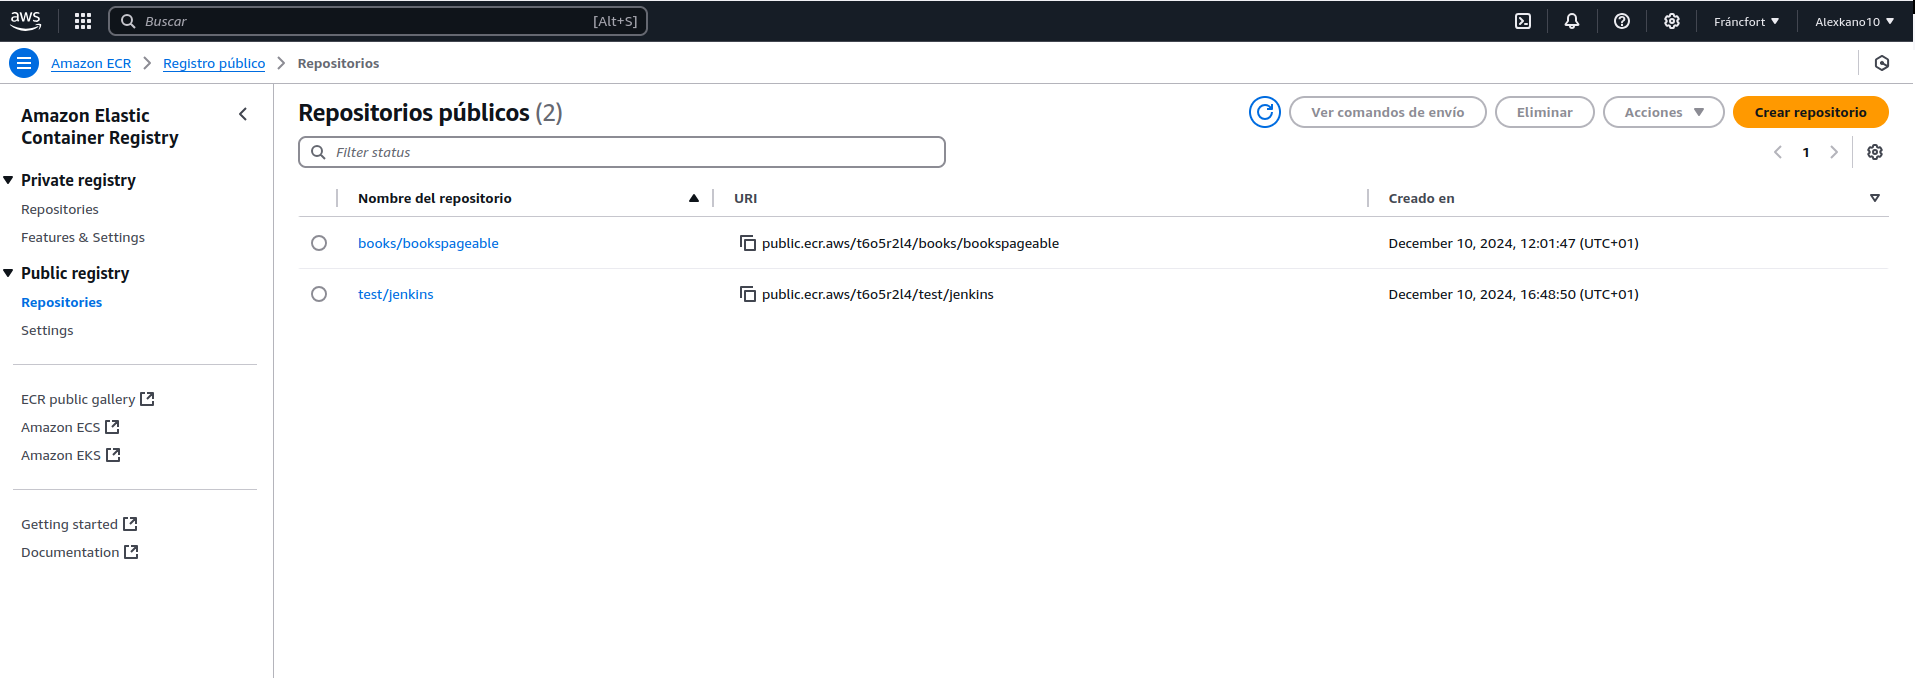 aws
Buscar [Alt+S] Fráncfort Alexkano10
Amazon ECR Registro público Repositorios
Amazon Elastic
Container Registry
Private registry
Repositories
Features & Settings
Public registry
Repositories
Settings
ECR public gallery
Amazon ECS
Amazon EKS
Getting started
Documentation
Repositorios públicos (2)
Ver comandos de envío Eliminar Acciones Crear repositorio
Filter status
1
Nombre del repositorio URI Creado en
books/bookspageable public.ecr.aws/t6o5r2l4/books/bookspageable December 10, 2024, 12:01:47 (UTC+01)
test/jenkins public.ecr.aws/t6o5r2l4/test/jenkins December 10, 2024, 16:48:50 (UTC+01)